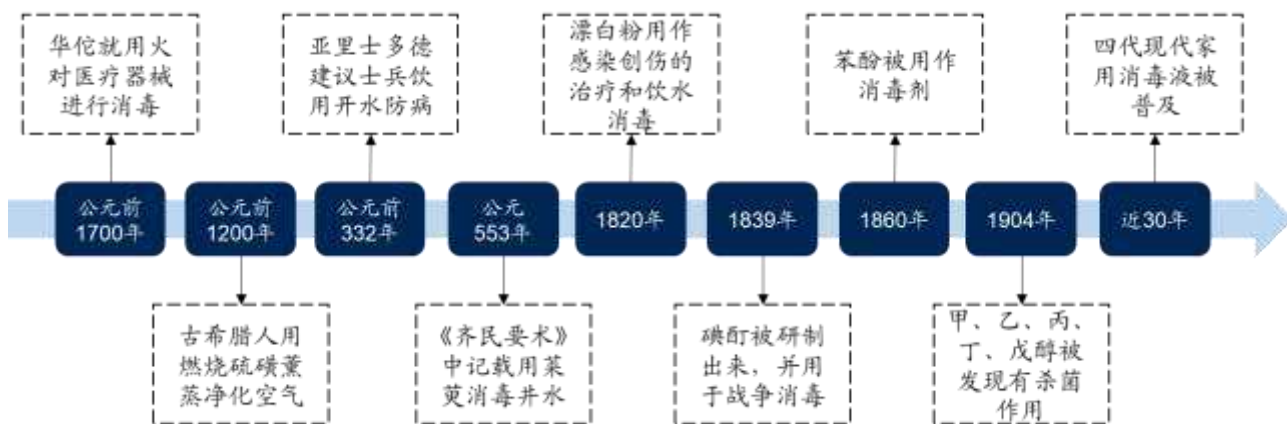 华佗就用火
对医疗器械
进行消毒
亚里士多德
建议士兵饮
用开水防病
漂白粉用作
感染创伤的
治疗和饮水
消毒
苯酚被用作
消毒剂
四代现代家
用消毒液被
普及
公元前
1700年
公元前
1200年
公元前
332年
公元
553年
1820年
1839年
1860年
1904年
近30年
古希腊人用
燃烧硫磺薰
蒸净化空气
《齐民要术》
中记载用茱
萸消毒井水
碘酊被研制
出来，并用
于战争消毒
甲、乙、丙、
丁、戊醇被
发现有杀菌
作用